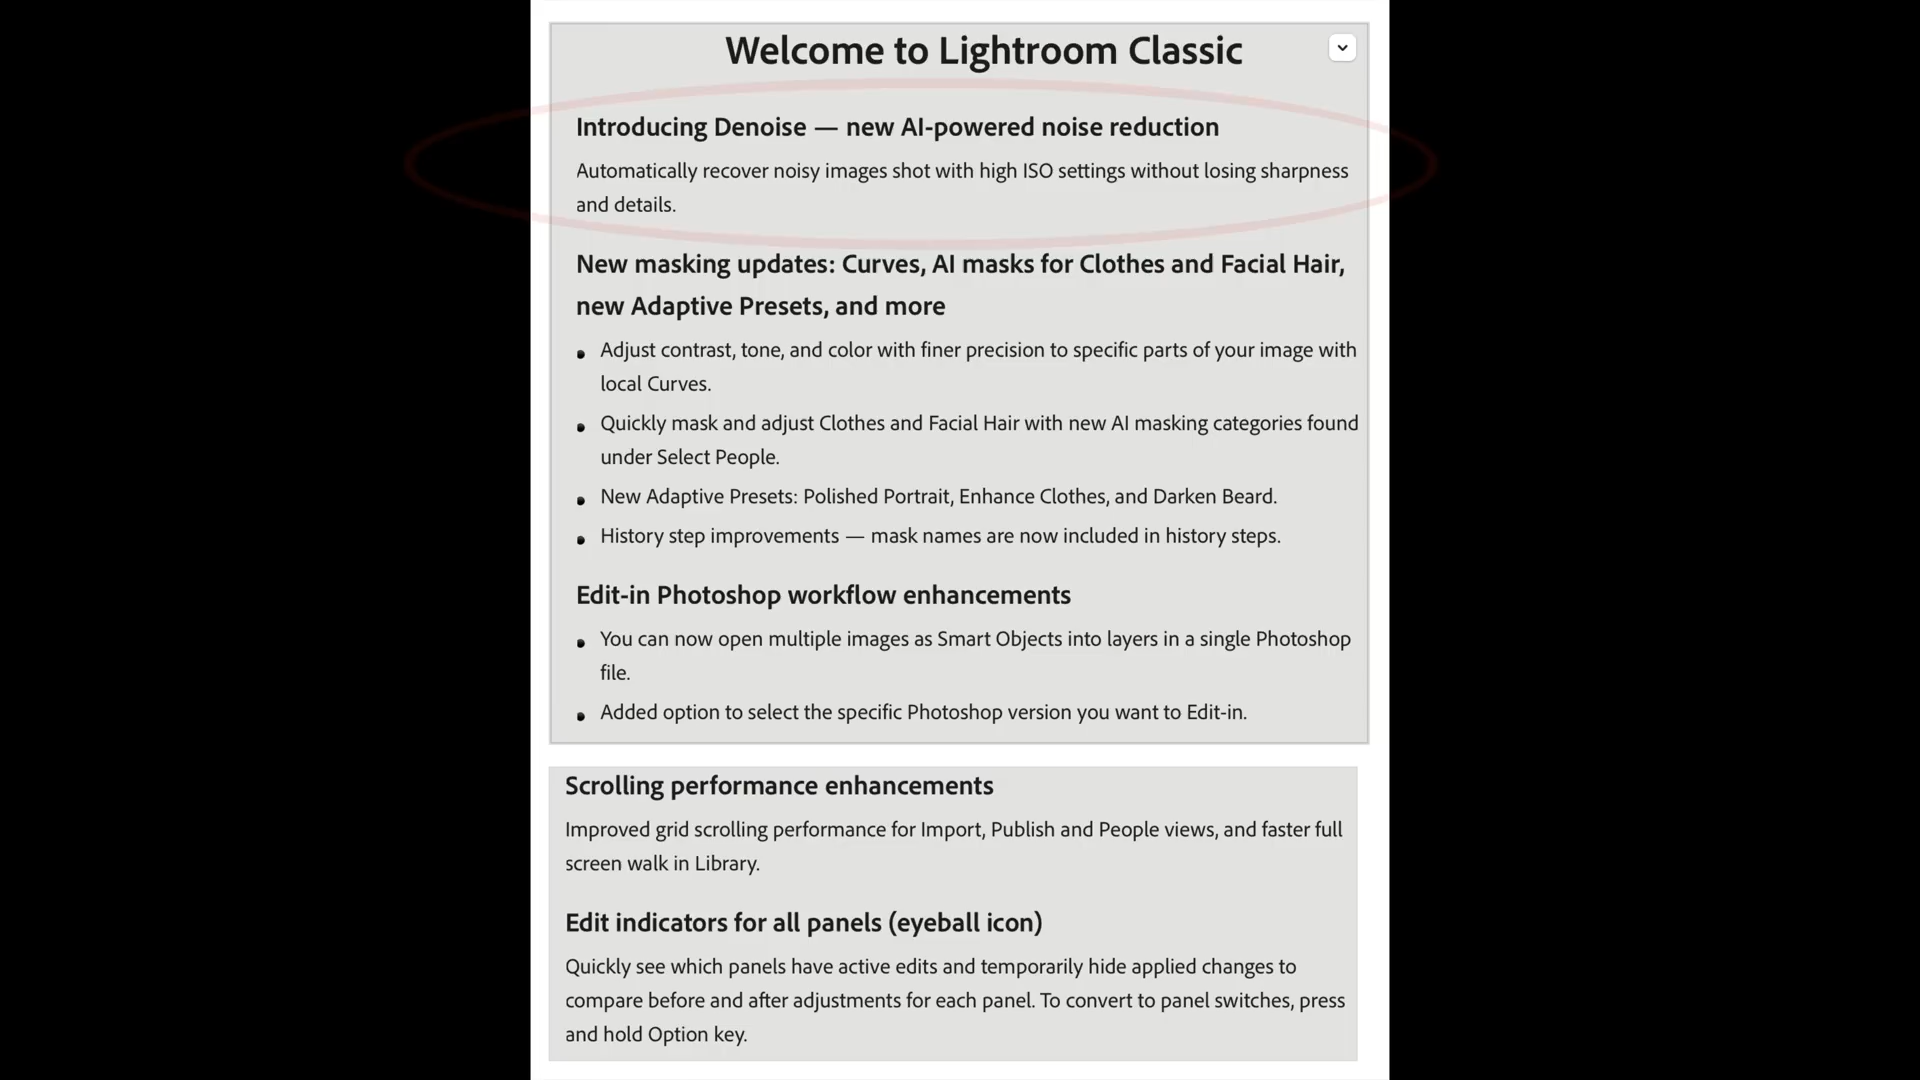 Welcome to Lightroom Classic
Introducing Denoise — new AI-powered noise reduction
Automatically recover noisy images shot with high ISO settings without losing sharpness
and details.
New masking updates: Curves, AI masks for Clothes and Facial Hair,
new Adaptive Presets, and more
• Adjust contrast, tone, and color with finer precision to specific parts of your image with
local Curves.
• Quickly mask and adjust Clothes and Facial Hair with new AI masking categories found
under Select People.
• New Adaptive Presets: Polished Portrait, Enhance Clothes, and Darken Beard.
• History step improvements — mask names are now included in history steps.
Edit-in Photoshop workflow enhancements
• You can now open multiple images as Smart Objects into layers in a single Photoshop
file.
• Added option to select the specific Photoshop version you want to Edit-in.
Scrolling performance enhancements
Improved grid scrolling performance for Import, Publish and People views, and faster full
screen walk in Library.
Edit indicators for all panels (eyeball icon)
Quickly see which panels have active edits and temporarily hide applied changes to
compare before and after adjustments for each panel. To convert to panel switches, press
and hold Option key.